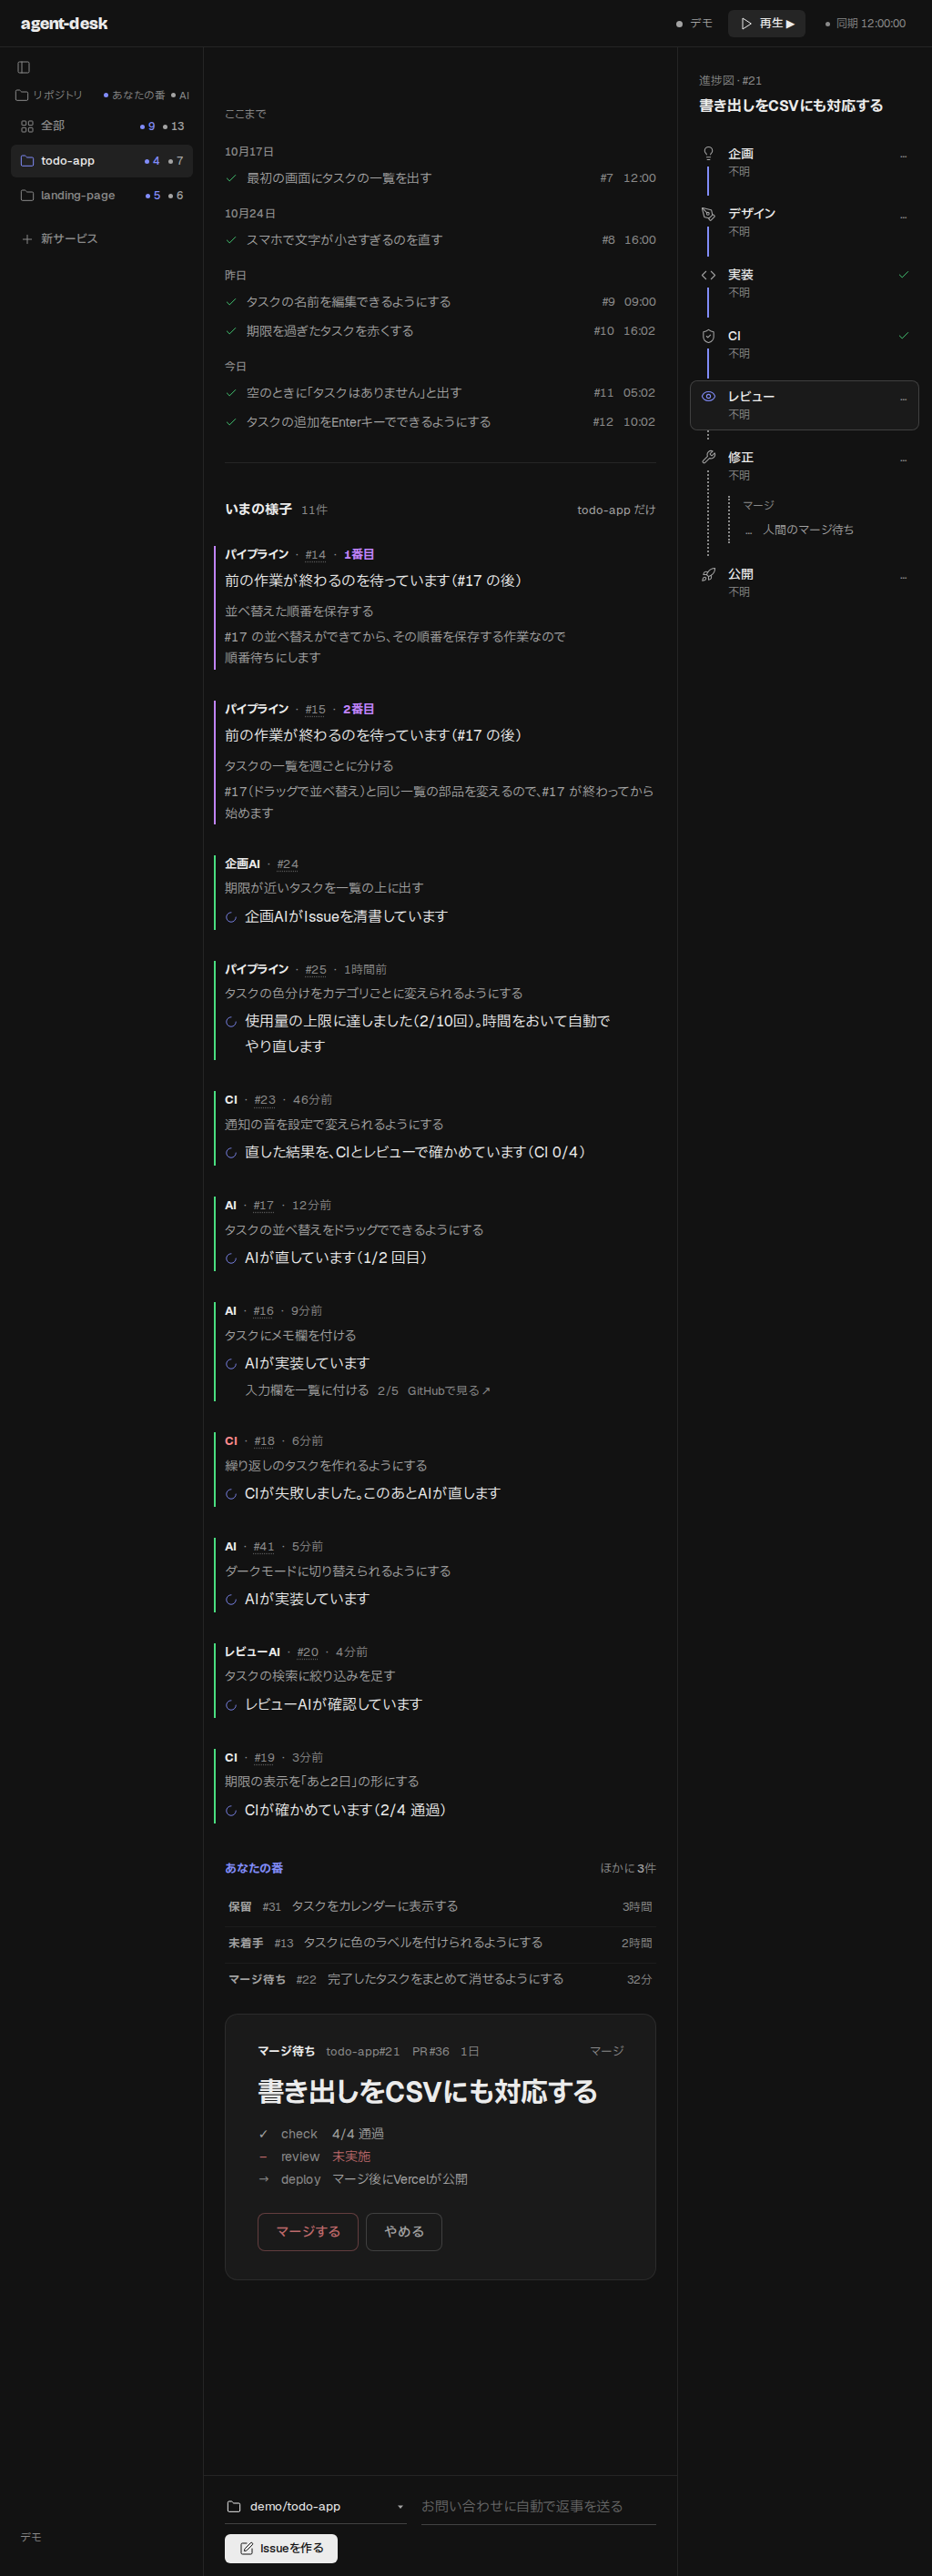 agent-desk
デモ
再生 ▶
同期 12:00:00
リポジトリ
あなたの番
AI
全部
9
13
todo-app
4
7
landing-page
5
6
新サービス
デモ
ここまで
10月17日
最初の画面にタスクの一覧を出す #7 12:00
10月24日
スマホで文字が小さすぎるのを直す #8 16:00
昨日
タスクの名前を編集できるようにする #9 09:00
期限を過ぎたタスクを赤くする #10 16:02
今日
空のときに「タスクはありません」と出す #11 05:02
タスクの追加をEnterキーでできるようにする #12 10:02
いまの様子 11件 todo-app だけ
パイプライン · #14 · 1番目
前の作業が終わるのを待っています(#17 の後)
並べ替えた順番を保存する
#17 の並べ替えができてから、その順番を保存する作業なので
順番待ちにします
パイプライン · #15 · 2番目
前の作業が終わるのを待っています(#17 の後)
タスクの一覧を週ごとに分ける
#17(ドラッグで並べ替え)と同じ一覧の部品を変えるので、#17 が終わってから
始めます
企画AI · #24
期限が近いタスクを一覧の上に出す
企画AIがIssueを清書しています
パイプライン · #25 · 1時間前
タスクの色分けをカテゴリごとに変えられるようにする
使用量の上限に達しました(2/10回)。時間をおいて自動で
やり直します
CI · #23 · 46分前
通知の音を設定で変えられるようにする
直した結果を、CIとレビューで確かめています(CI 0/4)
AI · #17 · 12分前
タスクの並べ替えをドラッグでできるようにする
AIが直しています(1/2 回目)
AI · #16 · 9分前
タスクにメモ欄を付ける
AIが実装しています
入力欄を一覧に付ける 2/5 GitHubで見る ↗
CI · #18 · 6分前
繰り返しのタスクを作れるようにする
CIが失敗しました。このあとAIが直します
AI · #41 · 5分前
ダークモードに切り替えられるようにする
AIが実装しています
レビューAI · #20 · 4分前
タスクの検索に絞り込みを足す
レビューAIが確認しています
CI · #19 · 3分前
期限の表示を「あと2日」の形にする
CIが確かめています(2/4 通過)
あなたの番 ほかに3件
保留 #31 タスクをカレンダーに表示する 3時間
未着手 #13 タスクに色のラベルを付けられるようにする 2時間
マージ待ち #22 完了したタスクをまとめて消せるようにする 32分
マージ待ち todo-app#21 PR#36 1日 マージ
書き出しをCSVにも対応する
✓ check 4/4 通過
– review 未実施
→ deploy マージ後にVercelが公開
マージする
やめる
demo/todo-app
お問い合わせに自動で返事を送る
Issueを作る
進捗図 · #21
書き出しをCSVにも対応する
企画 …
不明
デザイン …
不明
実装
不明
CI
不明
レビュー …
不明
修正 …
不明
マージ
… 人間のマージ待ち
公開 …
不明